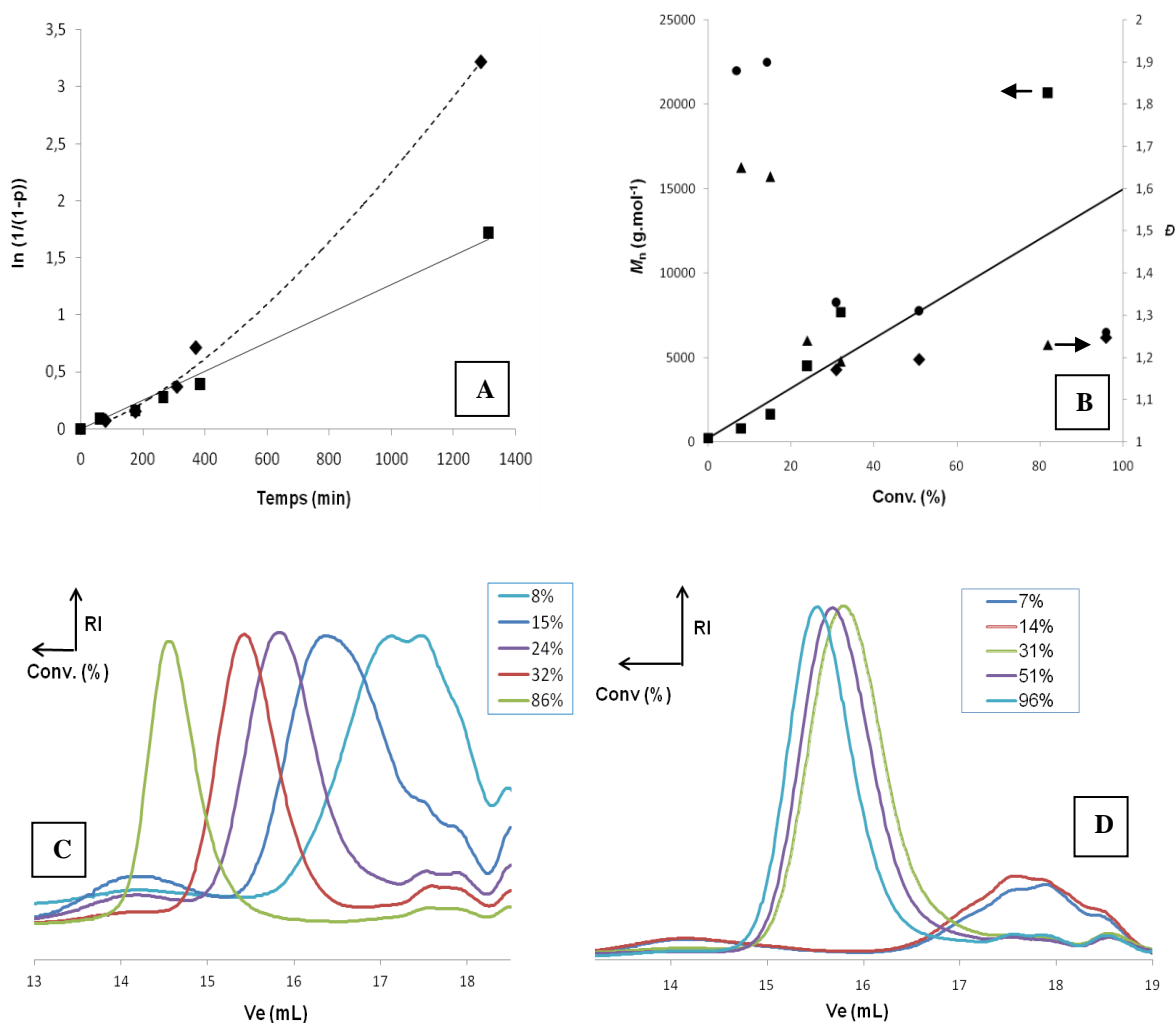 3,5
3
2,5
2
1,5
1
0,5
0
0 200 400 600 800 1000 1200 1400
ln (1/(1-p))
Temps (min)
A
25000
20000
15000
10000
5000
0
0 20 40 60 80 100
Mn (g.mol-1)
Conv. (%)
2
1,9
1,8
1,7
1,6
1,5
1,4
1,3
1,2
1,1
1
Đ
B
RI
Conv. (%)
8%
15%
24%
32%
86%
C
13 14 15 16 17 18
Ve (mL)
RI
Conv (%)
7%
14%
31%
51%
96%
D
14 15 16 17 18 19
Ve (mL)